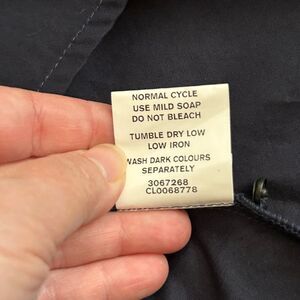 NORMAL CYCLE
USE MILD SOAP
DO NOT BLEACH
TUMBLE DRY LOW
LOW IRON
WASH DARK COLOURS
SEPARATELY
3067268
CL0068778